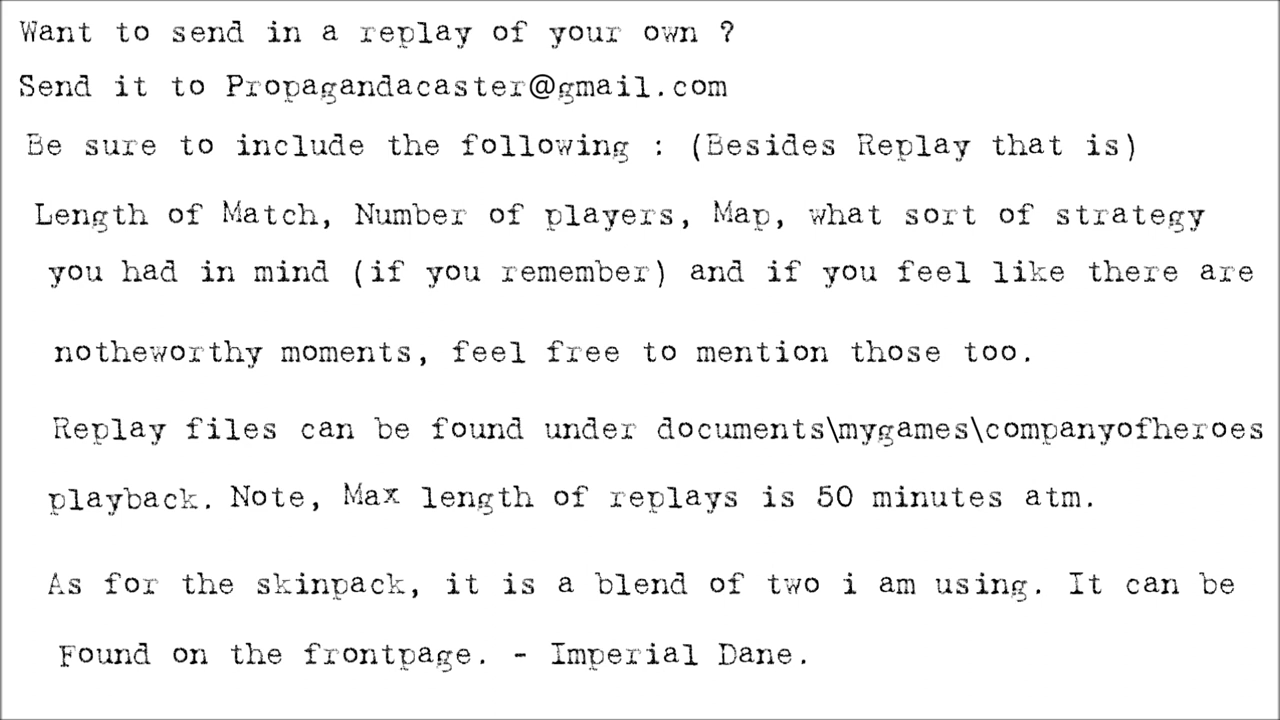 Want to send in a replay of your own ?
Send it to Propagandacaster@gmail.com
Be sure to include the following : (Besides Replay that is)
Length of Match, Number of players, Map, what sort of strategy
you had in mind (if you remember) and if you feel like there are
notheworthy moments, feel free to mention those too.
Replay files can be found under documents\mygames\companyofheroes
playback. Note, Max length of replays is 50 minutes atm.
As for the skinpack, it is a blend of two i am using. It can be
Found on the frontpage. - Imperial Dane.